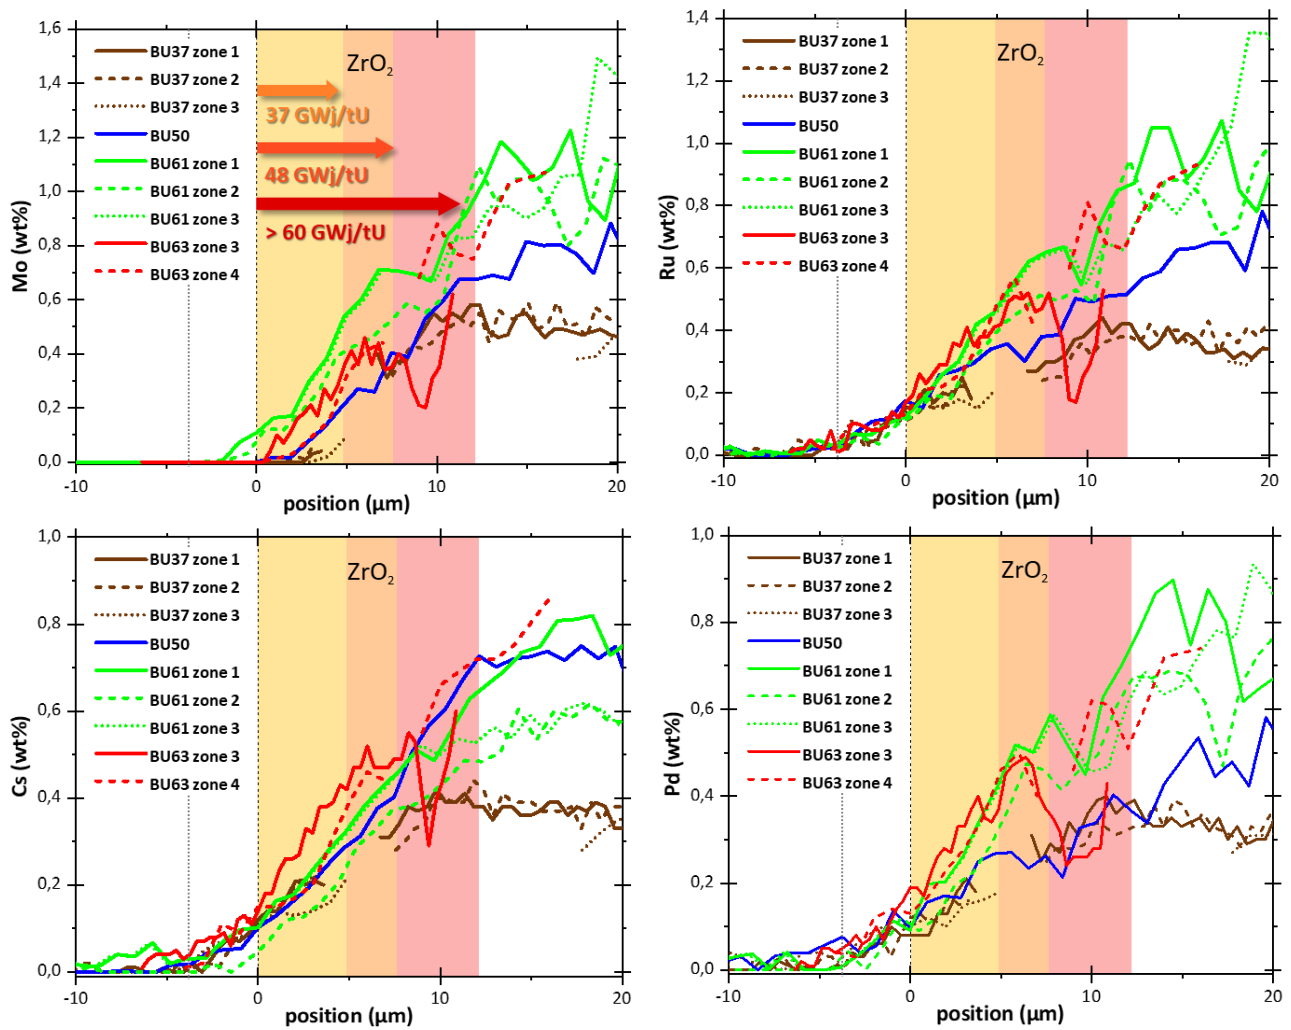 1,6
1,4
1,2
1,0
0,8
0,6
0,4
0,2
0,0
Mo (wt%)
BU37 zone 1
BU37 zone 2
BU37 zone 3
BU50
BU61 zone 1
BU61 zone 2
BU61 zone 3
BU63 zone 3
BU63 zone 4
ZrO2
37 GWj/tU
48 GWj/tU
> 60 GWj/tU
-10
0
10
20
position (µm)
1,4
1,2
1,0
0,8
0,6
0,4
0,2
0,0
Ru (wt%)
BU37 zone 1
BU37 zone 2
BU37 zone 3
BU50
BU61 zone 1
BU61 zone 2
BU61 zone 3
BU63 zone 3
BU63 zone 4
ZrO2
-10
0
10
20
position (µm)
1,0
0,8
0,6
0,4
0,2
0,0
Cs (wt%)
BU37 zone 1
BU37 zone 2
BU37 zone 3
BU50
BU61 zone 1
BU61 zone 2
BU61 zone 3
BU63 zone 3
BU63 zone 4
ZrO2
-10
0
10
20
position (µm)
1,0
0,8
0,6
0,4
0,2
0,0
Pd (wt%)
BU37 zone 1
BU37 zone 2
BU37 zone 3
BU50
BU61 zone 1
BU61 zone 2
BU61 zone 3
BU63 zone 3
BU63 zone 4
ZrO2
-10
0
10
20
position (µm)